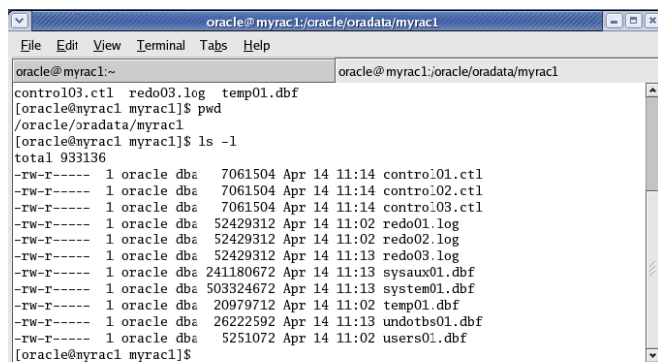 oracle@myrac1:/oracle/oradata/myrac1
File Edit View Terminal Tabs Help
oracle@myrac1:~ oracle@myrac1:/oracle/oradata/myrac1
control03.ctl  redo03.log  temp01.dbf
[oracle@myrac1 myrac1]$ pwd
/oracle/oradata/myrac1
[oracle@myrac1 myrac1]$ ls -l
total 933136
-rw-r-----  1 oracle dba   7061504 Apr 14 11:14 control01.ctl
-rw-r-----  1 oracle dba   7061504 Apr 14 11:14 control02.ctl
-rw-r-----  1 oracle dba   7061504 Apr 14 11:14 control03.ctl
-rw-r-----  1 oracle dba  52429312 Apr 14 11:02 redo01.log
-rw-r-----  1 oracle dba  52429312 Apr 14 11:02 redo02.log
-rw-r-----  1 oracle dba  52429312 Apr 14 11:13 redo03.log
-rw-r-----  1 oracle dba 241180672 Apr 14 11:13 sysaux01.dbf
-rw-r-----  1 oracle dba 503324672 Apr 14 11:13 system01.dbf
-rw-r-----  1 oracle dba  20979712 Apr 14 11:02 temp01.dbf
-rw-r-----  1 oracle dba  26222592 Apr 14 11:13 undotbs01.dbf
-rw-r-----  1 oracle dba   5251072 Apr 14 11:02 users01.dbf
[oracle@myrac1 myrac1]$